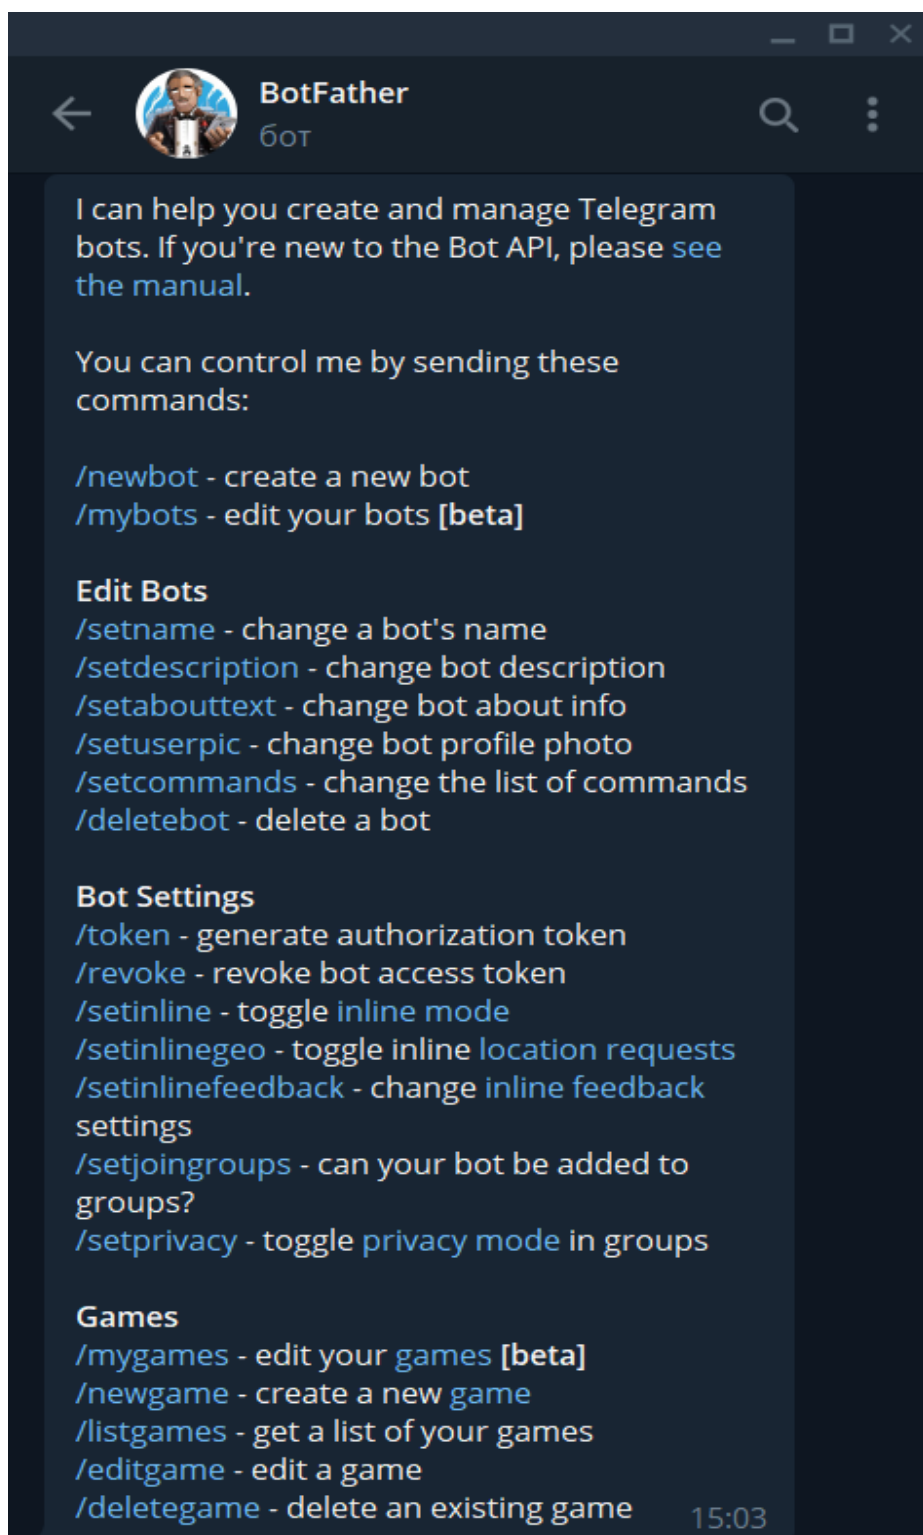 BotFather
бот
I can help you create and manage Telegram
bots. If you're new to the Bot API, please see
the manual.
You can control me by sending these
commands:
/newbot - create a new bot
/mybots - edit your bots [beta]
Edit Bots
/setname - change a bot's name
/setdescription - change bot description
/setabouttext - change bot about info
/setuserpic - change bot profile photo
/setcommands - change the list of commands
/deletebot - delete a bot
Bot Settings
/token - generate authorization token
/revoke - revoke bot access token
/setinline - toggle inline mode
/setinlinegeo - toggle inline location requests
/setinlinefeedback - change inline feedback
settings
/setjoingroups - can your bot be added to
groups?
/setprivacy - toggle privacy mode in groups
Games
/mygames - edit your games [beta]
/newgame - create a new game
/listgames - get a list of your games
/editgame - edit a game
/deletegame - delete an existing game
15:03